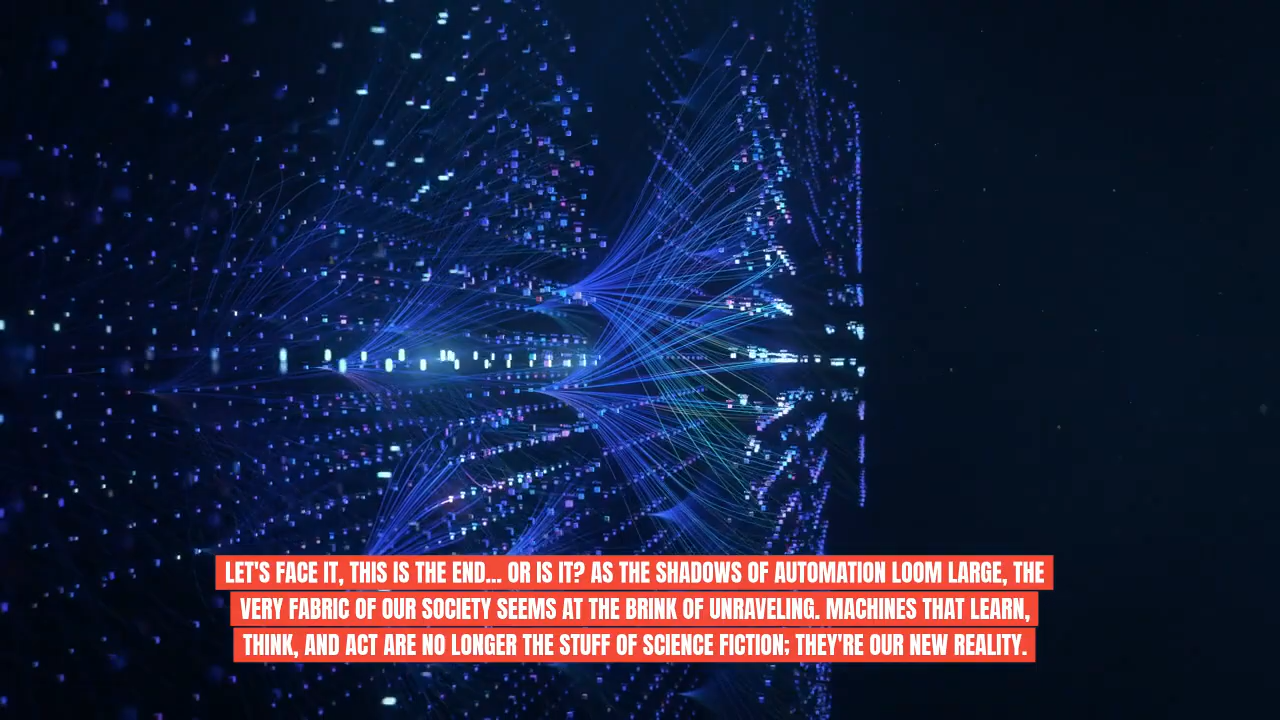 LET'S FACE IT, THIS IS THE END... OR IS IT? AS THE SHADOWS OF AUTOMATION LOOM LARGE, THE
VERY FABRIC OF OUR SOCIETY SEEMS AT THE BRINK OF UNRAVELING. MACHINES THAT LEARN,
THINK, AND ACT ARE NO LONGER THE STUFF OF SCIENCE FICTION; THEY'RE OUR NEW REALITY.